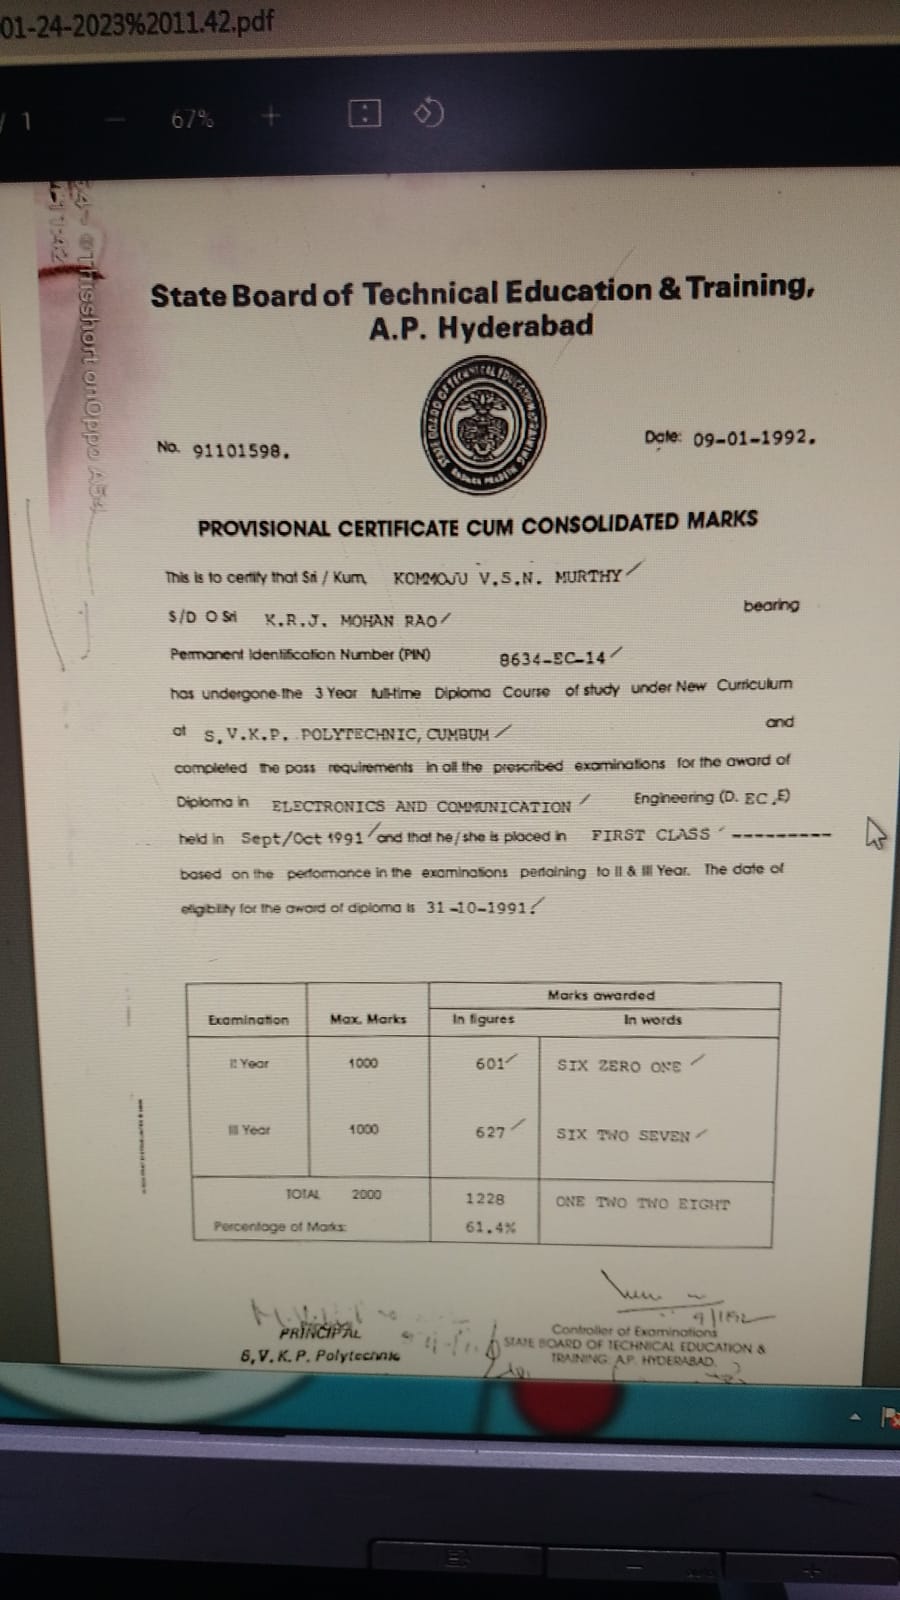 01-24-2023%2011.42.pdf
/ 1 − 67% +
State Board of Technical Education & Training,
A.P. Hyderabad
No. 91101598.
Date: 09-01-1992.
PROVISIONAL CERTIFICATE CUM CONSOLIDATED MARKS
This is to certify that Sri / Kum, KOMMOJU V.S.N. MURTHY
S/D O Sri K.R.J. MOHAN RAO bearing
Permanent Identification Number (PIN) 8634-EC-14
has undergone the 3 Year full-time Diploma Course of study under New Curriculum
at S.V.K.P. POLYTECHNIC, CUMBUM and
completed the pass requirements in all the prescribed examinations for the award of
Diploma in ELECTRONICS AND COMMUNICATION Engineering (D. EC.E)
held in Sept/Oct 1991 and that he/she is placed in FIRST CLASS ---------
based on the performance in the examinations pertaining to II & III Year. The date of
eligibility for the award of diploma is 31-10-1991.
Marks awarded
Examination Max. Marks In figures In words
II Year 1000 601 SIX ZERO ONE
III Year 1000 627 SIX TWO SEVEN
TOTAL 2000 1228 ONE TWO TWO EIGHT
Percentage of Marks: 61.4%
9/1/92
PRINCIPAL
S,V.K.P. Polytechnic
Controller of Examinations
STATE BOARD OF TECHNICAL EDUCATION &
TRAINING: A.P. HYDERABAD.